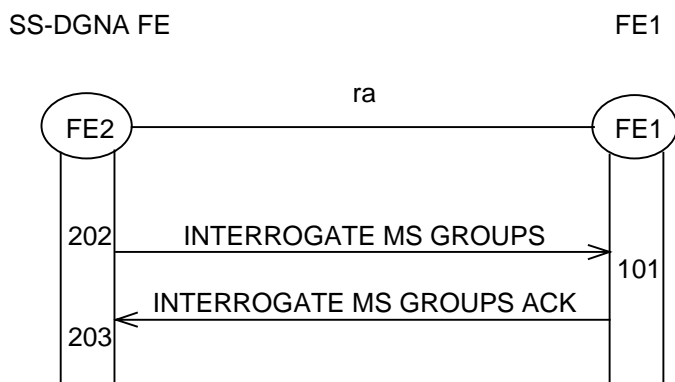 SS-DGNA FE
FE1
ra
FE2
FE1
202
INTERROGATE MS GROUPS
101
INTERROGATE MS GROUPS ACK
203